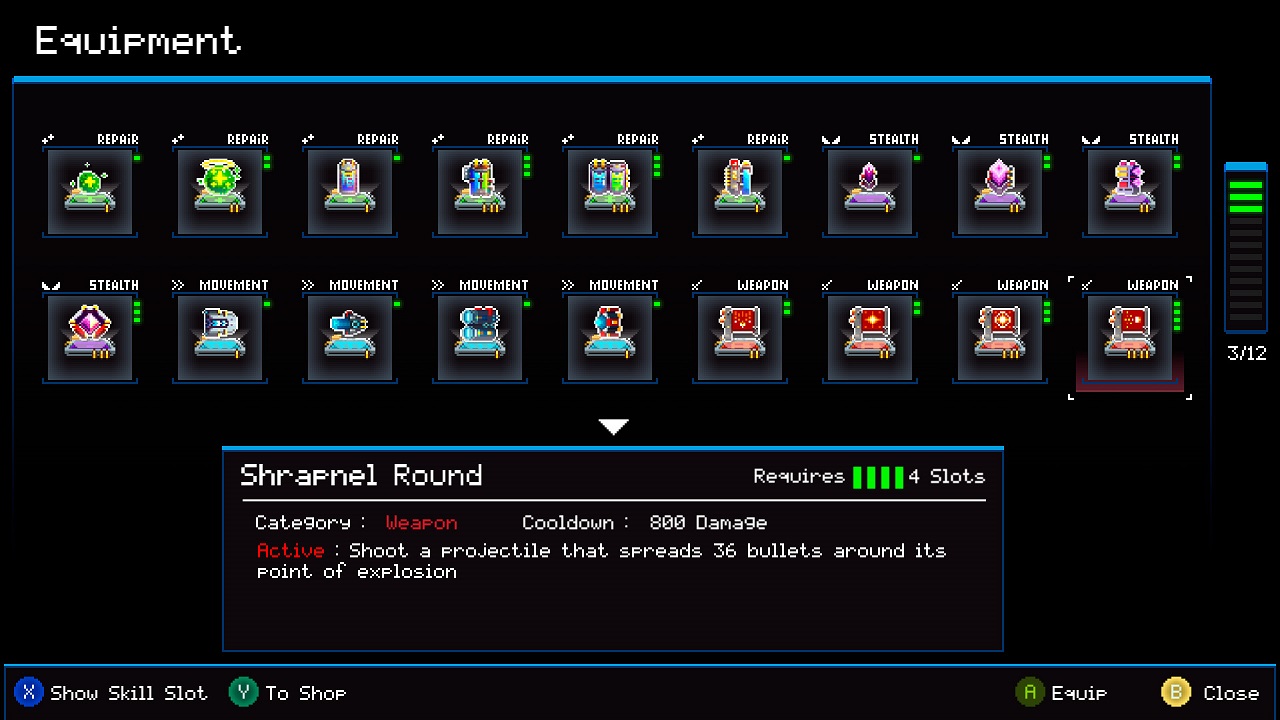 Equipment
REPAIR REPAIR REPAIR REPAIR REPAIR REPAIR STEALTH STEALTH STEALTH
STEALTH MOVEMENT MOVEMENT MOVEMENT MOVEMENT WEAPON WEAPON WEAPON WEAPON
3/12
Shrapnel Round Requires 4 Slots
Category : Weapon Cooldown : 800 Damage
Active : Shoot a projectile that spreads 36 bullets around its
point of explosion
X Show Skill Slot Y To Shop A Equip B Close